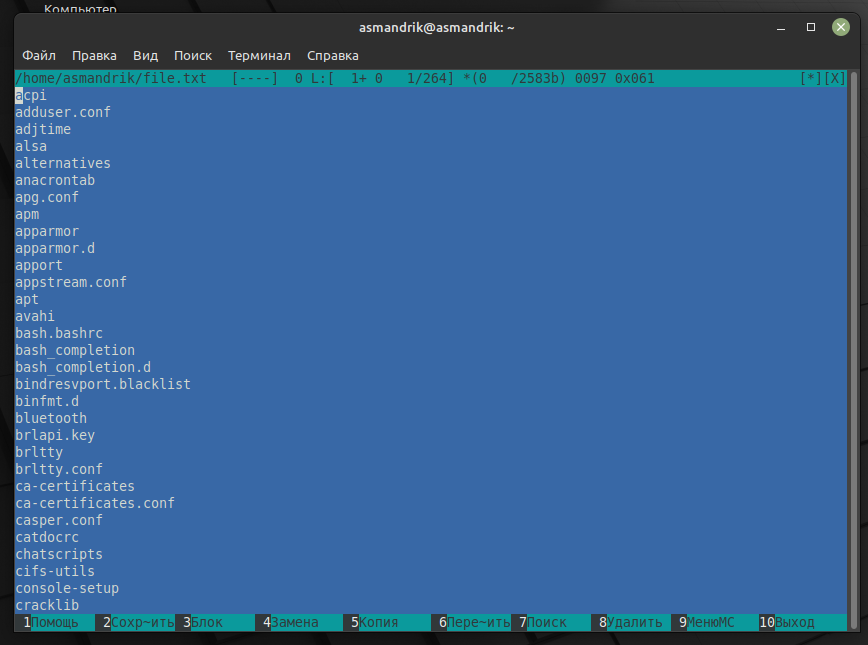 Компьютер
asmandrik@asmandrik: ~
Файл Правка Вид Поиск Терминал Справка
/home/asmandrik/file.txt [----] 0 L:[ 1+ 0 1/264] *(0 /2583b) 0097 0x061 [*][X]
acpi
adduser.conf
adjtime
alsa
alternatives
anacrontab
apg.conf
apm
apparmor
apparmor.d
apport
appstream.conf
apt
avahi
bash.bashrc
bash_completion
bash_completion.d
bindresvport.blacklist
binfmt.d
bluetooth
brlapi.key
brltty
brltty.conf
ca-certificates
ca-certificates.conf
casper.conf
catdocrc
chatscripts
cifs-utils
console-setup
cracklib
1Помощь 2Сохр~ить 3Блок 4Замена 5Копия 6Пере~ить 7Поиск 8Удалить 9МенюMC 10Выход